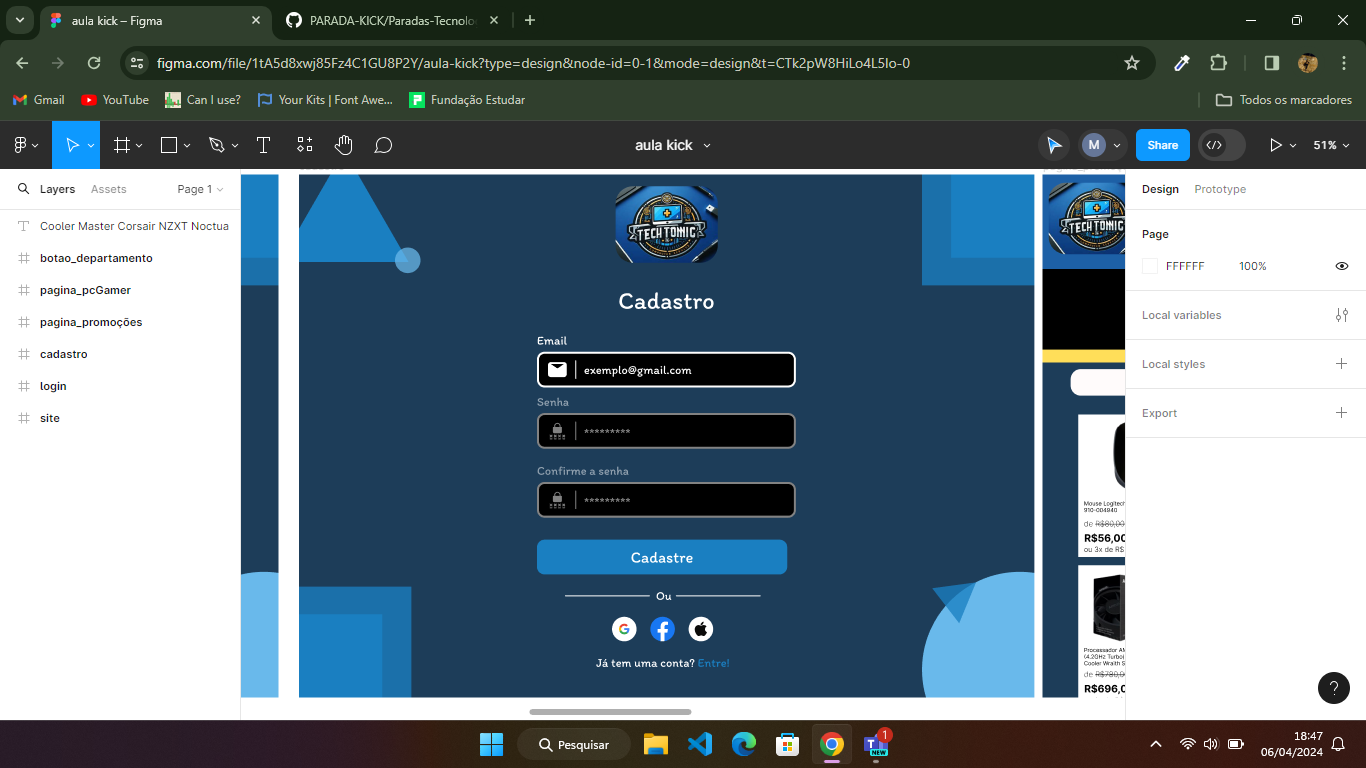 aula kick – Figma
PARADA-KICK/Paradas-Tecnolo
figma.com/file/1tA5d8xwj85Fz4C1GU8P2Y/aula-kick?type=design&node-id=0-1&mode=design&t=CTk2pW8HiLo4L5Io-0
Gmail
YouTube
Can I use?
Your Kits | Font Awe...
Fundação Estudar
Todos os marcadores
aula kick
M
Share
51%
Layers
Assets
Page 1
Cooler Master Corsair NZXT Noctua
botao_departamento
pagina_pcGamer
pagina_promoções
cadastro
login
site
TECHTONIC
Cadastro
Email
exemplo@gmail.com
Senha
*********
Confirme a senha
*********
Cadastre
Ou
Já tem uma conta? Entre!
TECHTONIC
Mouse Logitech
910-004940
de R$80,00
R$56,00
ou 3x de R$
Processador AM
(4.2GHz Turbo)
Cooler Wraith S
de R$780,0
R$696,0
Design
Prototype
Page
FFFFFF
100%
Local variables
Local styles
Export
?
Pesquisar
NEW
1
18:47
06/04/2024